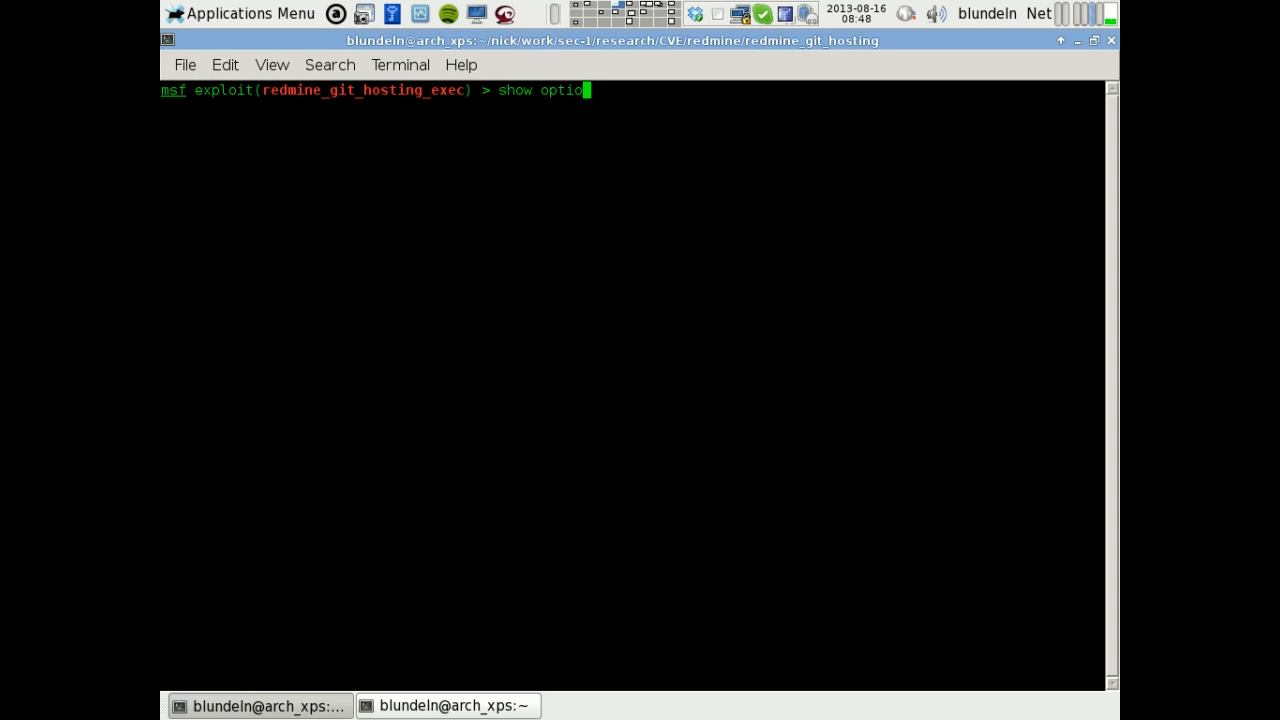 Applications Menu
2013-08-16
08:48
blundeln Net
blundeln@arch_xps:~/nick/work/sec-1/research/CVE/redmine/redmine_git_hosting
File Edit View Search Terminal Help
msf exploit(redmine_git_hosting_exec) > show optio
blundeln@arch_xps:... blundeln@arch_xps:~